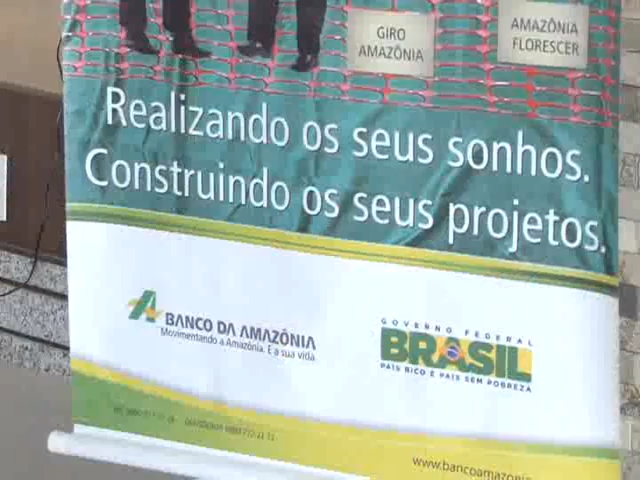 GIRO
AMAZÔNIA
AMAZÔNIA
FLORESCER
Realizando os seus sonhos.
Construindo os seus projetos.
BANCO DA AMAZÔNIA
Movimentando a Amazônia. E a sua vida
GOVERNO FEDERAL
BRASIL
PAÍS RICO É PAÍS SEM POBREZA
www.bancoamazonia